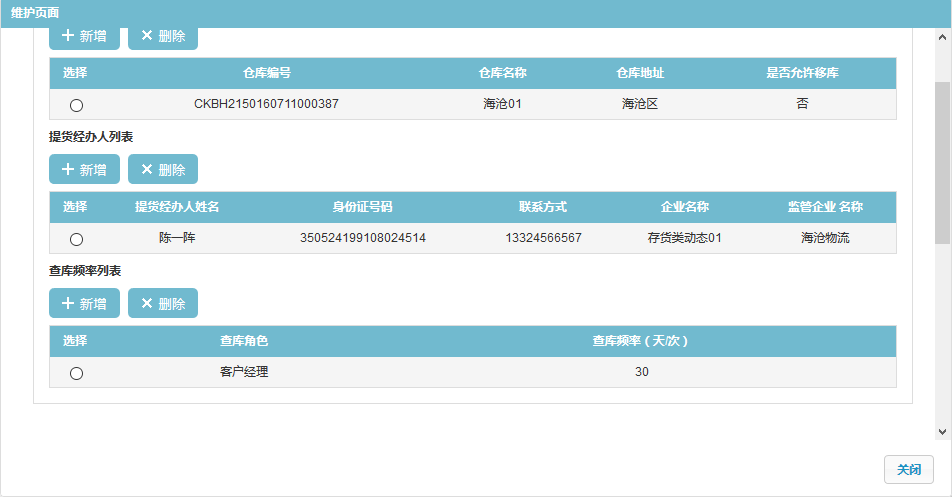 维护页面
新增 删除
选择 仓库编号 仓库名称 仓库地址 是否允许移库
CKBH2150160711000387 海沧01 海沧区 否
提货经办人列表
新增 删除
选择 提货经办人姓名 身份证号码 联系方式 企业名称 监管企业 名称
陈一阵 350524199108024514 13324566567 存货类动态01 海沧物流
查库频率列表
新增 删除
选择 查库角色 查库频率（天/次）
客户经理 30
关闭